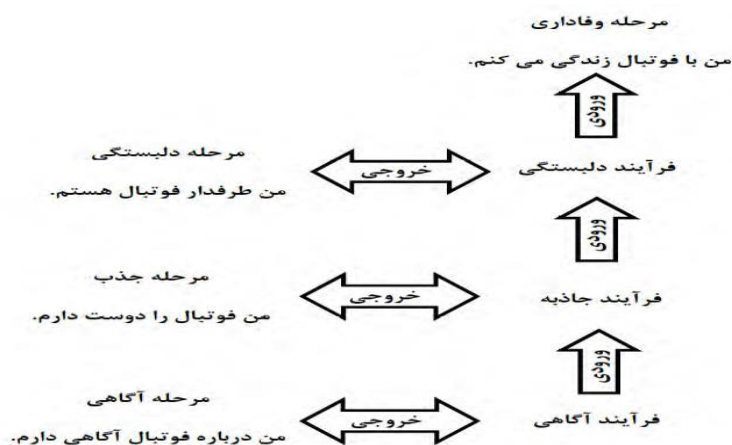 مرحله وفاداری
من با فوتبال زندگی می کنم.
ورودی
مرحله دلبستگی
خروجی
فرآیند دلبستگی
من طرفدار فوتبال هستم.
ورودی
مرحله جذب
خروجی
فرآیند جاذبه
من فوتبال را دوست دارم.
ورودی
مرحله آگاهی
خروجی
فرآیند آگاهی
من درباره فوتبال آگاهی دارم.